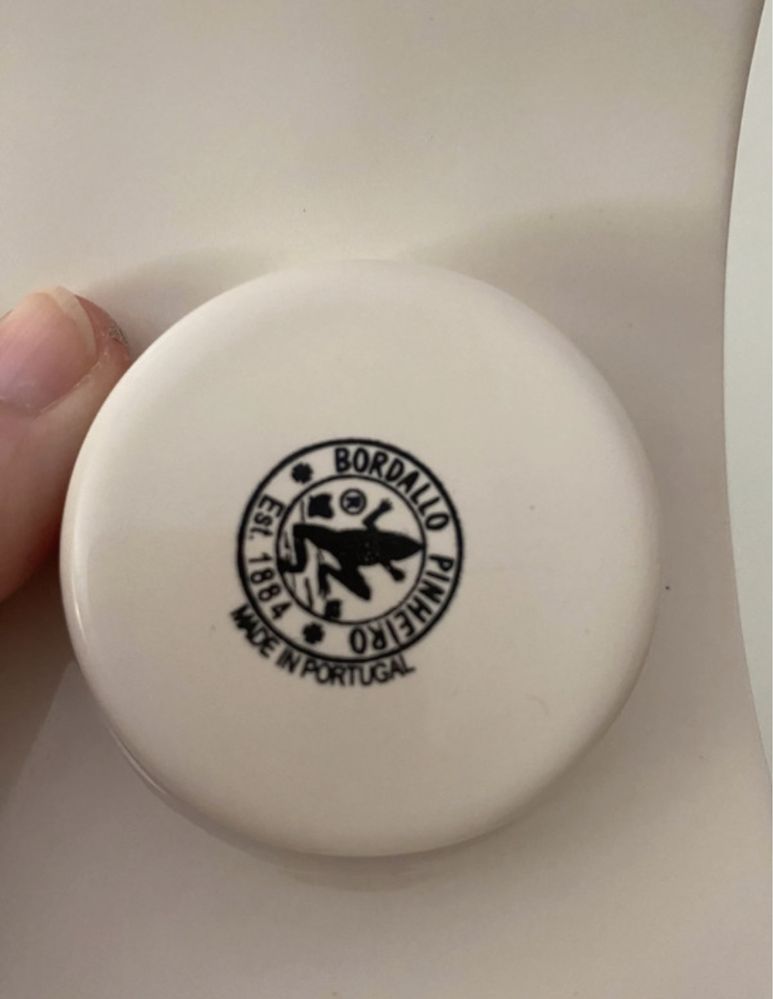 BORDALLO PINHEIRO
Est. 1884
®
MADE IN PORTUGAL